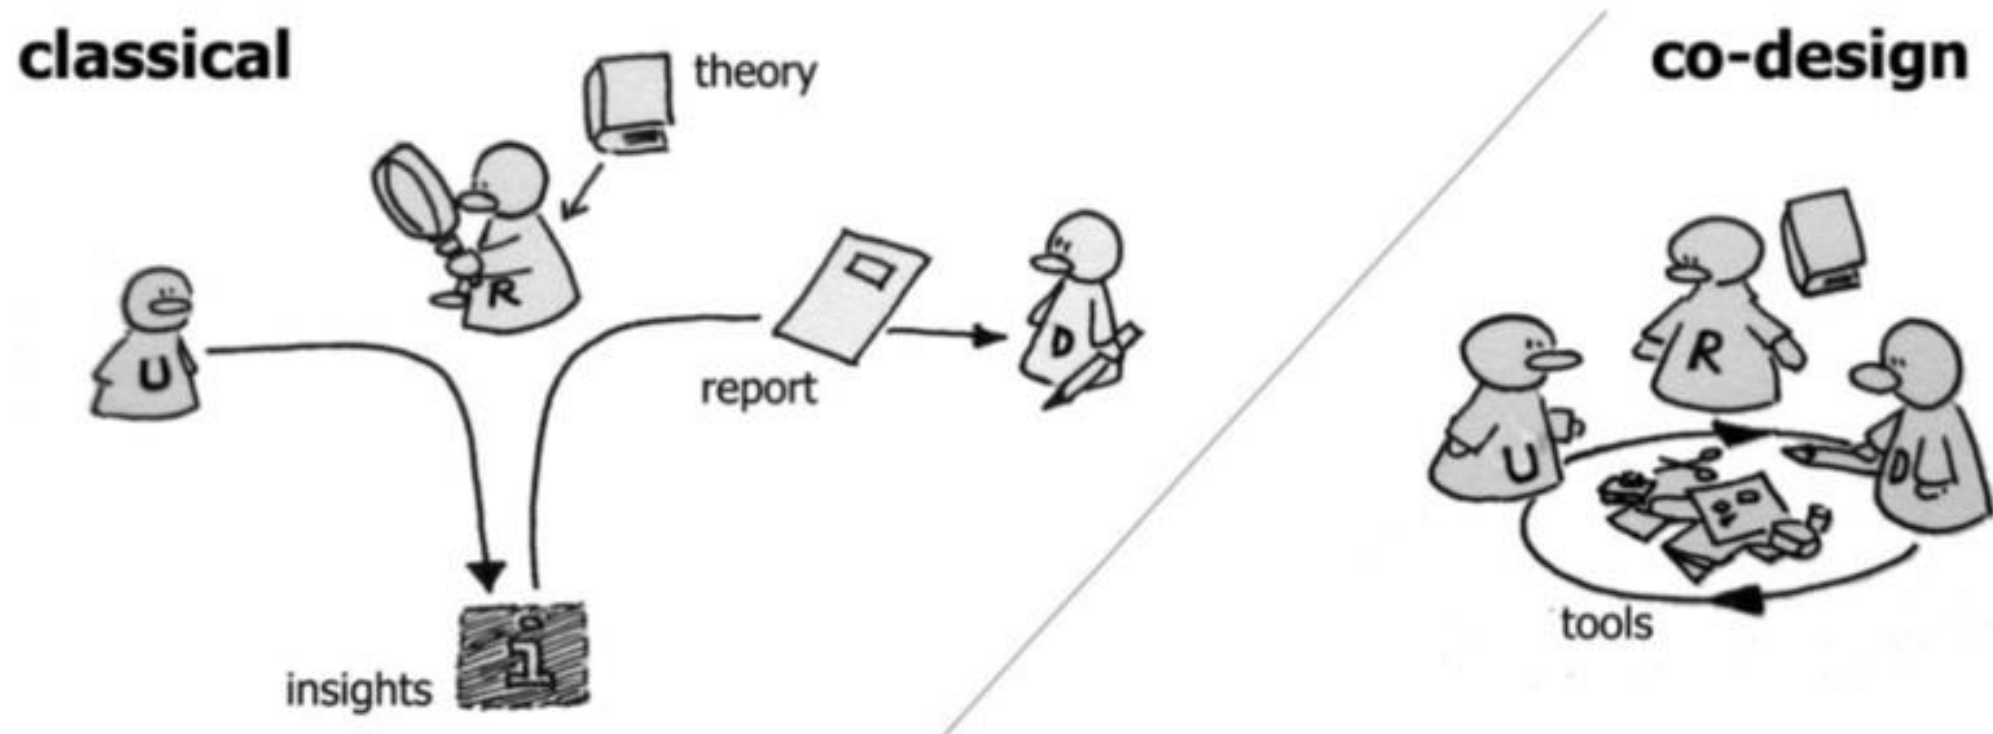 classical
theory
R
U
D
report
insights
i
co-design
R
U
D
tools